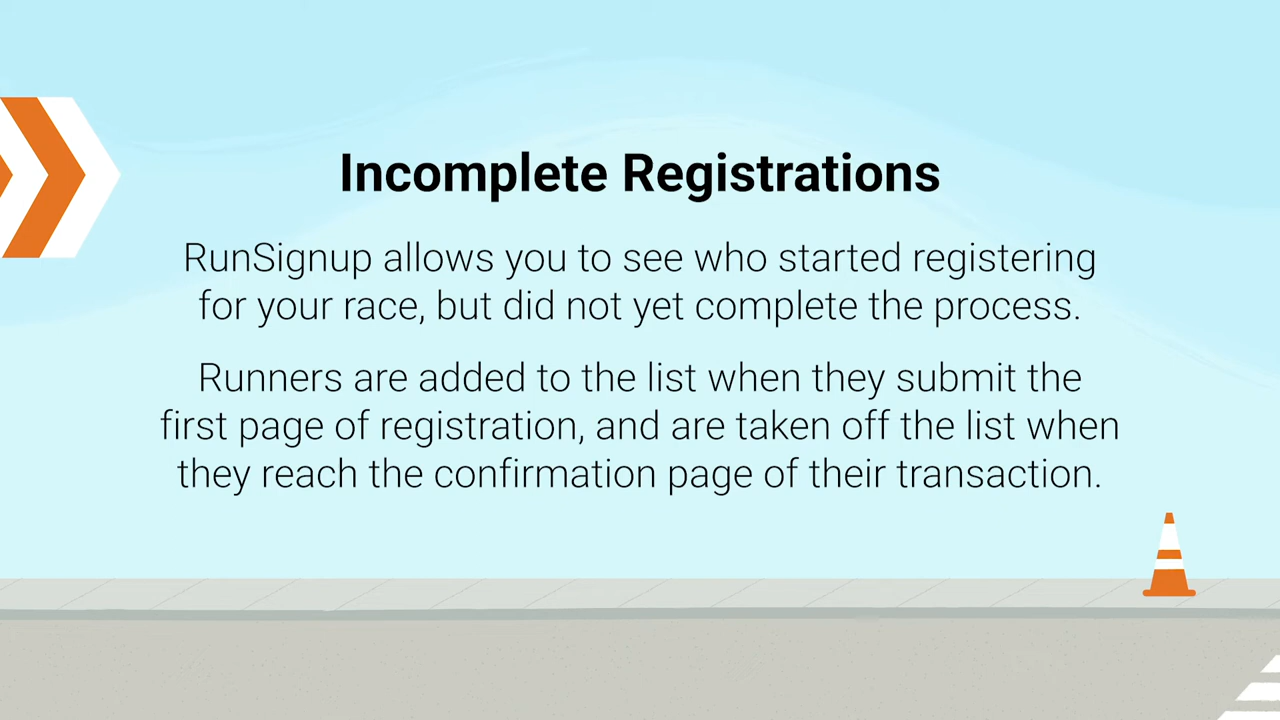 Incomplete Registrations
RunSignup allows you to see who started registering
for your race, but did not yet complete the process.
Runners are added to the list when they submit the
first page of registration, and are taken off the list when
they reach the confirmation page of their transaction.